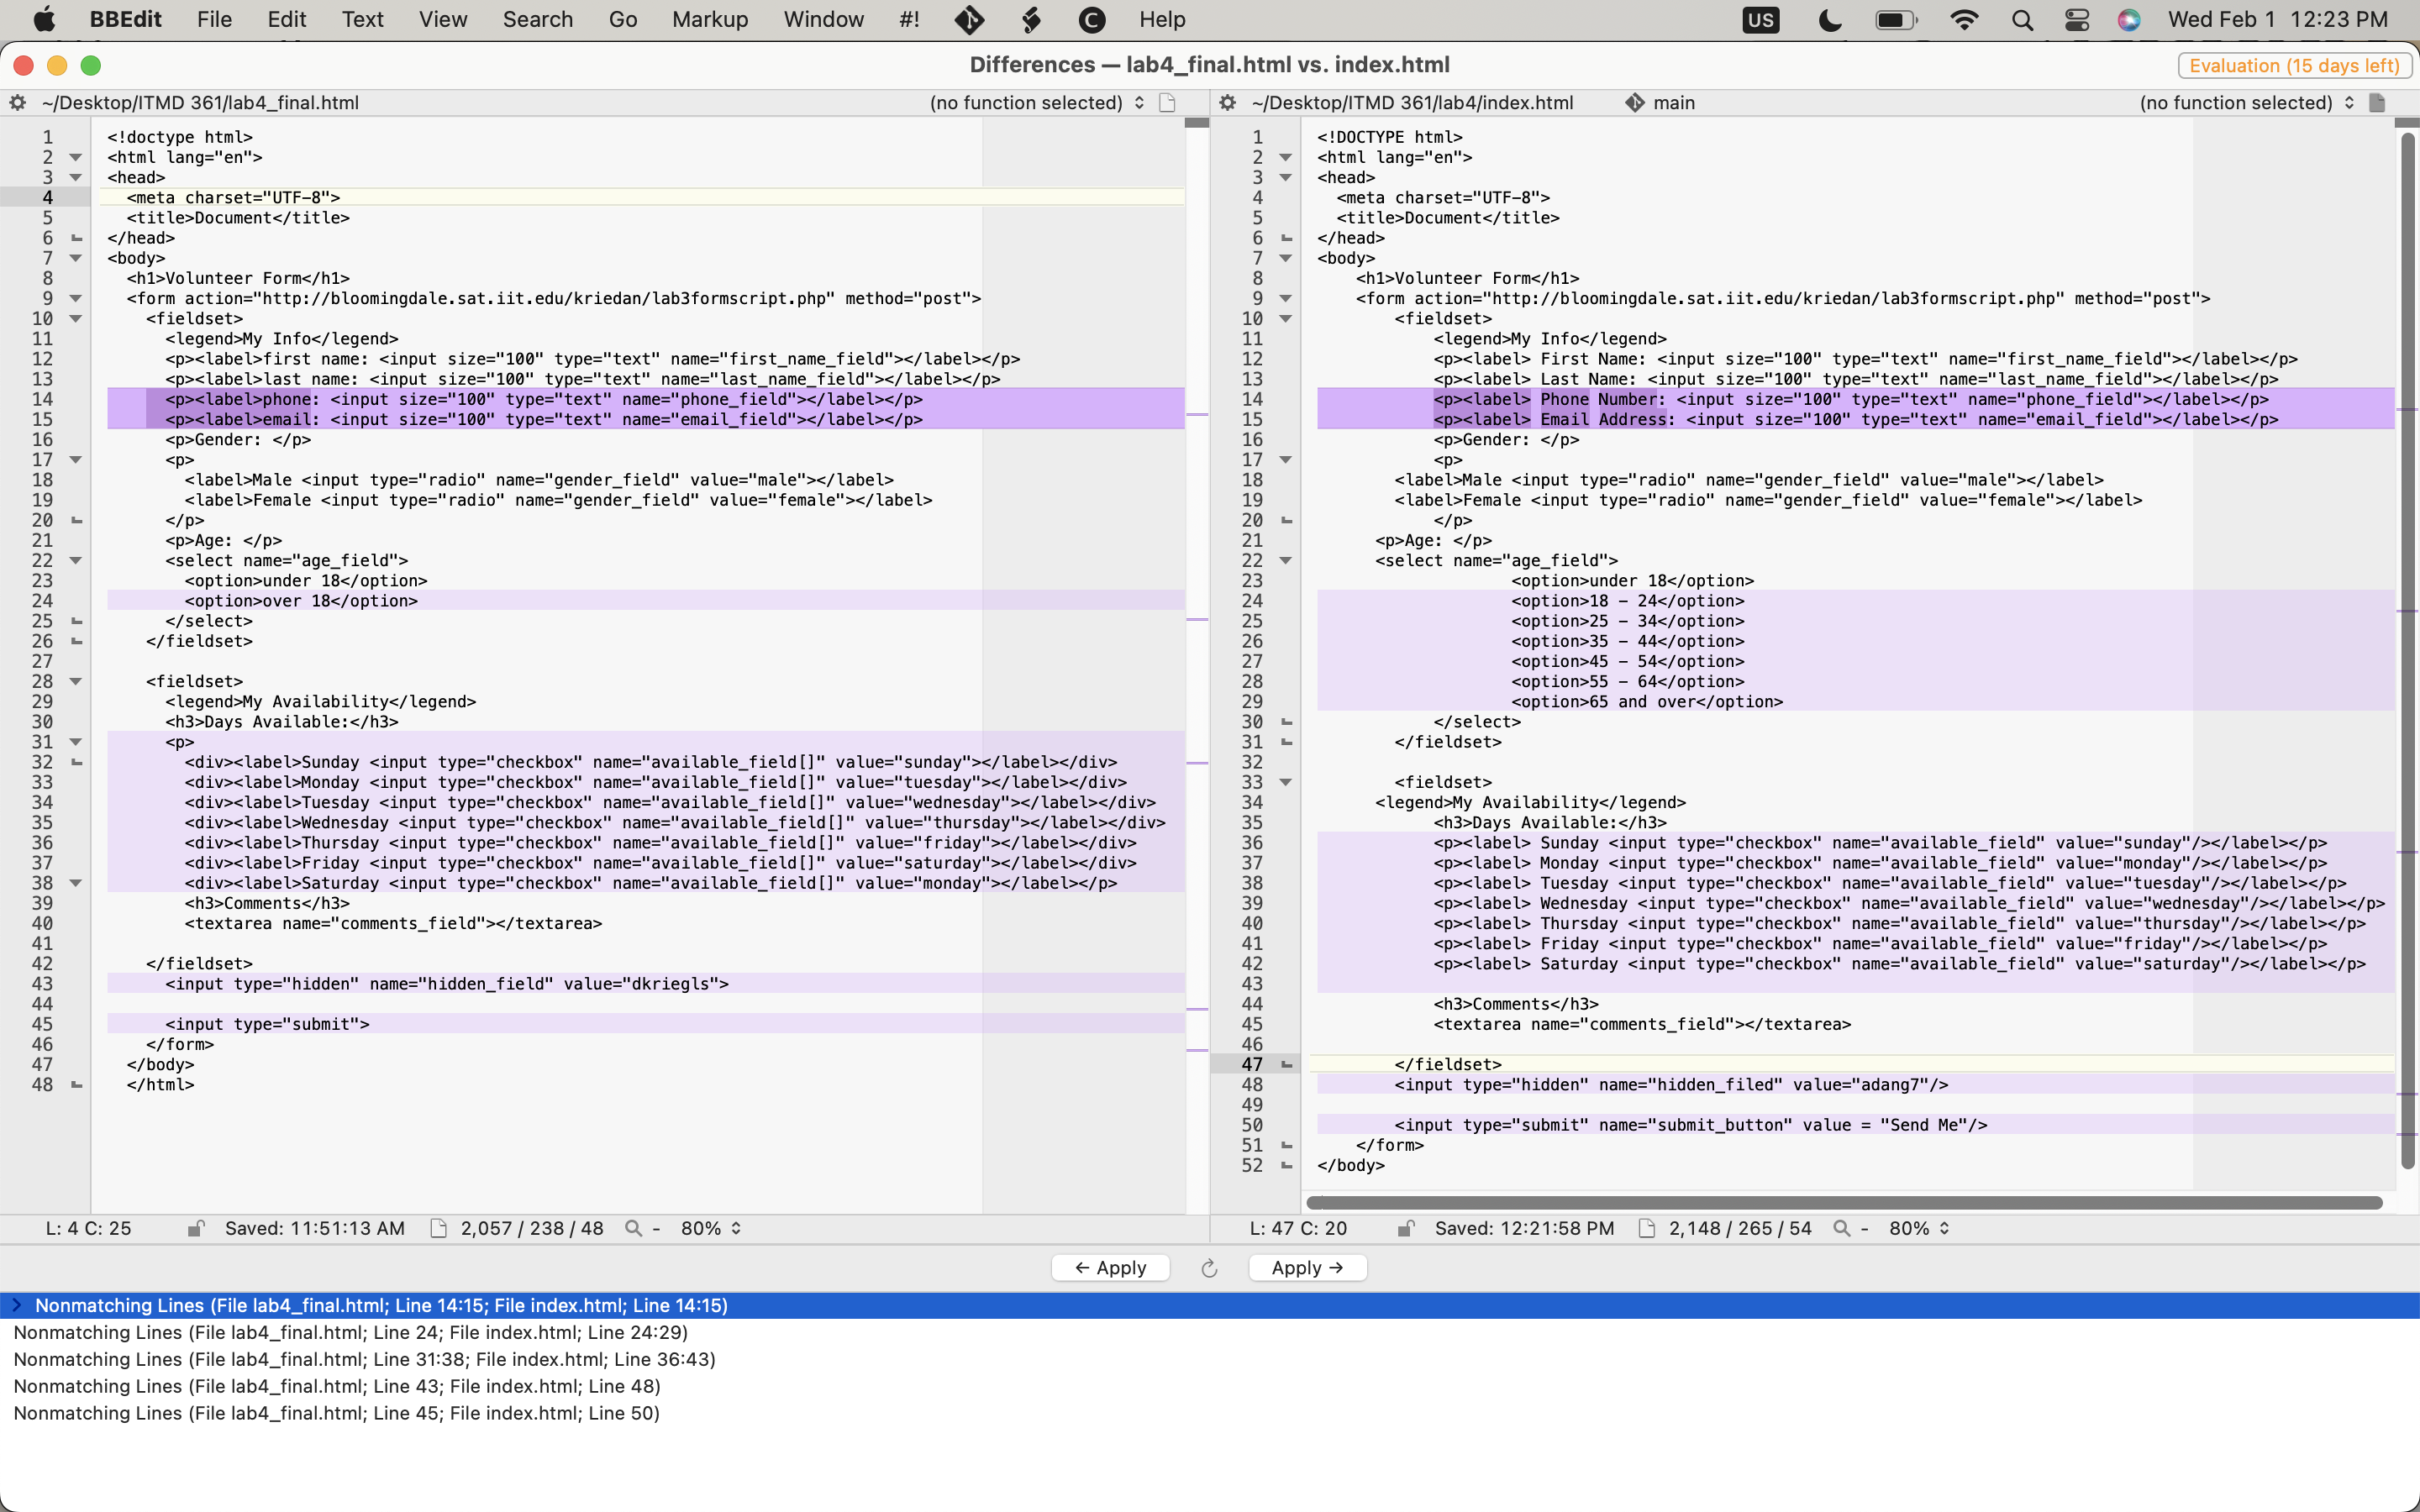 BBEdit File Edit Text View Search Go Markup Window #! C Help US Wed Feb 1 12:23 PM
Differences — lab4_final.html vs. index.html
Evaluation (15 days left)
~/Desktop/ITMD 361/lab4_final.html (no function selected)
1 <!doctype html>
2 <html lang="en">
3 <head>
4 <meta charset="UTF-8">
5 <title>Document</title>
6 </head>
7 <body>
8 <h1>Volunteer Form</h1>
9 <form action="http://bloomingdale.sat.iit.edu/kriedan/lab3formscript.php" method="post">
10 <fieldset>
11 <legend>My Info</legend>
12 <p><label>first name: <input size="100" type="text" name="first_name_field"></label></p>
13 <p><label>last name: <input size="100" type="text" name="last_name_field"></label></p>
14 <p><label>phone: <input size="100" type="text" name="phone_field"></label></p>
15 <p><label>email: <input size="100" type="text" name="email_field"></label></p>
16 <p>Gender: </p>
17 <p>
18 <label>Male <input type="radio" name="gender_field" value="male"></label>
19 <label>Female <input type="radio" name="gender_field" value="female"></label>
20 </p>
21 <p>Age: </p>
22 <select name="age_field">
23 <option>under 18</option>
24 <option>over 18</option>
25 </select>
26 </fieldset>
27
28 <fieldset>
29 <legend>My Availability</legend>
30 <h3>Days Available:</h3>
31 <p>
32 <div><label>Sunday <input type="checkbox" name="available_field[]" value="sunday"></label></div>
33 <div><label>Monday <input type="checkbox" name="available_field[]" value="tuesday"></label></div>
34 <div><label>Tuesday <input type="checkbox" name="available_field[]" value="wednesday"></label></div>
35 <div><label>Wednesday <input type="checkbox" name="available_field[]" value="thursday"></label></div>
36 <div><label>Thursday <input type="checkbox" name="available_field[]" value="friday"></label></div>
37 <div><label>Friday <input type="checkbox" name="available_field[]" value="saturday"></label></div>
38 <div><label>Saturday <input type="checkbox" name="available_field[]" value="monday"></label></p>
39 <h3>Comments</h3>
40 <textarea name="comments_field"></textarea>
41
42 </fieldset>
43 <input type="hidden" name="hidden_field" value="dkriegls">
44
45 <input type="submit">
46 </form>
47 </body>
48 </html>
L: 4 C: 25 Saved: 11:51:13 AM 2,057 / 238 / 48 - 80%
~/Desktop/ITMD 361/lab4/index.html main (no function selected)
1 <!DOCTYPE html>
2 <html lang="en">
3 <head>
4 <meta charset="UTF-8">
5 <title>Document</title>
6 </head>
7 <body>
8 <h1>Volunteer Form</h1>
9 <form action="http://bloomingdale.sat.iit.edu/kriedan/lab3formscript.php" method="post">
10 <fieldset>
11 <legend>My Info</legend>
12 <p><label> First Name: <input size="100" type="text" name="first_name_field"></label></p>
13 <p><label> Last Name: <input size="100" type="text" name="last_name_field"></label></p>
14 <p><label> Phone Number: <input size="100" type="text" name="phone_field"></label></p>
15 <p><label> Email Address: <input size="100" type="text" name="email_field"></label></p>
16 <p>Gender: </p>
17 <p>
18 <label>Male <input type="radio" name="gender_field" value="male"></label>
19 <label>Female <input type="radio" name="gender_field" value="female"></label>
20 </p>
21 <p>Age: </p>
22 <select name="age_field">
23 <option>under 18</option>
24 <option>18 – 24</option>
25 <option>25 – 34</option>
26 <option>35 – 44</option>
27 <option>45 – 54</option>
28 <option>55 – 64</option>
29 <option>65 and over</option>
30 </select>
31 </fieldset>
32
33 <fieldset>
34 <legend>My Availability</legend>
35 <h3>Days Available:</h3>
36 <p><label> Sunday <input type="checkbox" name="available_field" value="sunday"/></label></p>
37 <p><label> Monday <input type="checkbox" name="available_field" value="monday"/></label></p>
38 <p><label> Tuesday <input type="checkbox" name="available_field" value="tuesday"/></label></p>
39 <p><label> Wednesday <input type="checkbox" name="available_field" value="wednesday"/></label></p>
40 <p><label> Thursday <input type="checkbox" name="available_field" value="thursday"/></label></p>
41 <p><label> Friday <input type="checkbox" name="available_field" value="friday"/></label></p>
42 <p><label> Saturday <input type="checkbox" name="available_field" value="saturday"/></label></p>
43
44 <h3>Comments</h3>
45 <textarea name="comments_field"></textarea>
46
47 </fieldset>
48 <input type="hidden" name="hidden_filed" value="adang7"/>
49
50 <input type="submit" name="submit_button" value = "Send Me"/>
51 </form>
52 </body>
L: 47 C: 20 Saved: 12:21:58 PM 2,148 / 265 / 54 - 80%
← Apply Apply →
Nonmatching Lines (File lab4_final.html; Line 14:15; File index.html; Line 14:15)
Nonmatching Lines (File lab4_final.html; Line 24; File index.html; Line 24:29)
Nonmatching Lines (File lab4_final.html; Line 31:38; File index.html; Line 36:43)
Nonmatching Lines (File lab4_final.html; Line 43; File index.html; Line 48)
Nonmatching Lines (File lab4_final.html; Line 45; File index.html; Line 50)